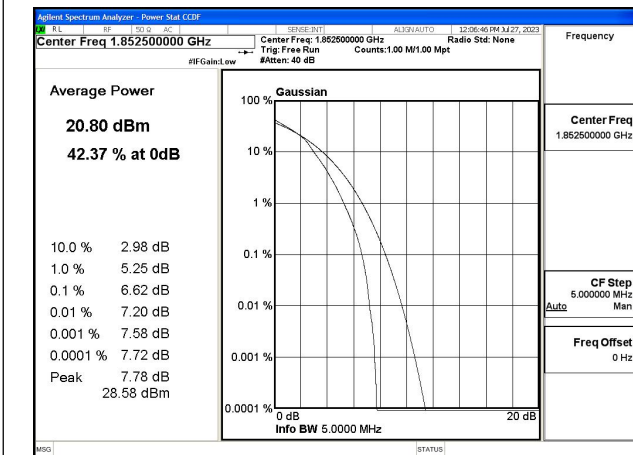 Agilent Spectrum Analyzer - Power Stat CCDF
RL RF 50 Ω AC SENSE:INT ALIGN AUTO 12:06:46 PM Jul 27, 2023
Center Freq 1.852500000 GHz
Center Freq: 1.852500000 GHz Radio Std: None
Trig: Free Run Counts:1.00 M/1.00 Mpt
#IFGain:Low #Atten: 40 dB
Frequency
Average Power
20.80 dBm
42.37 % at 0dB
10.0 % 2.98 dB
1.0 % 5.25 dB
0.1 % 6.62 dB
0.01 % 7.20 dB
0.001 % 7.58 dB
0.0001 % 7.72 dB
Peak 7.78 dB
28.58 dBm
Gaussian
100 %
10 %
1 %
0.1 %
0.01 %
0.001 %
0.0001 %
0 dB 20 dB
Info BW 5.0000 MHz
Center Freq
1.852500000 GHz
CF Step
5.000000 MHz
Auto Man
Freq Offset
0 Hz
MSG STATUS